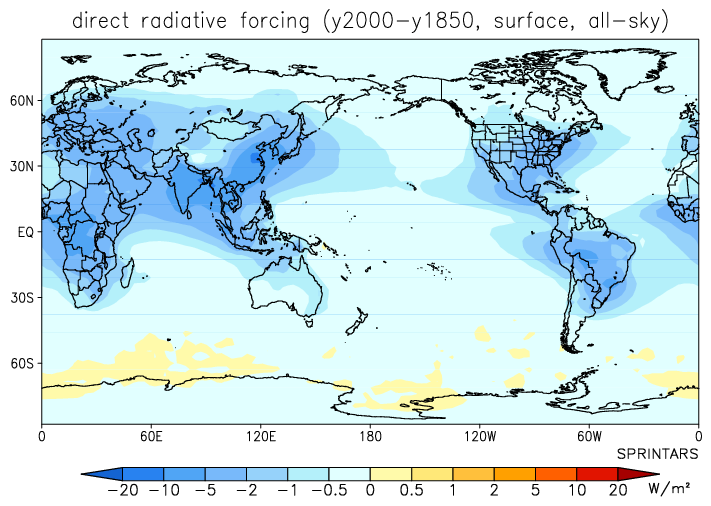 direct radiative forcing (y2000−y1850, surface, all−sky)
60N
30N
EQ
30S
60S
0 60E 120E 180 120W 60W 0
SPRINTARS
−20 −10 −5 −2 −1 −0.5 0 0.5 1 2 5 10 20 W/m²